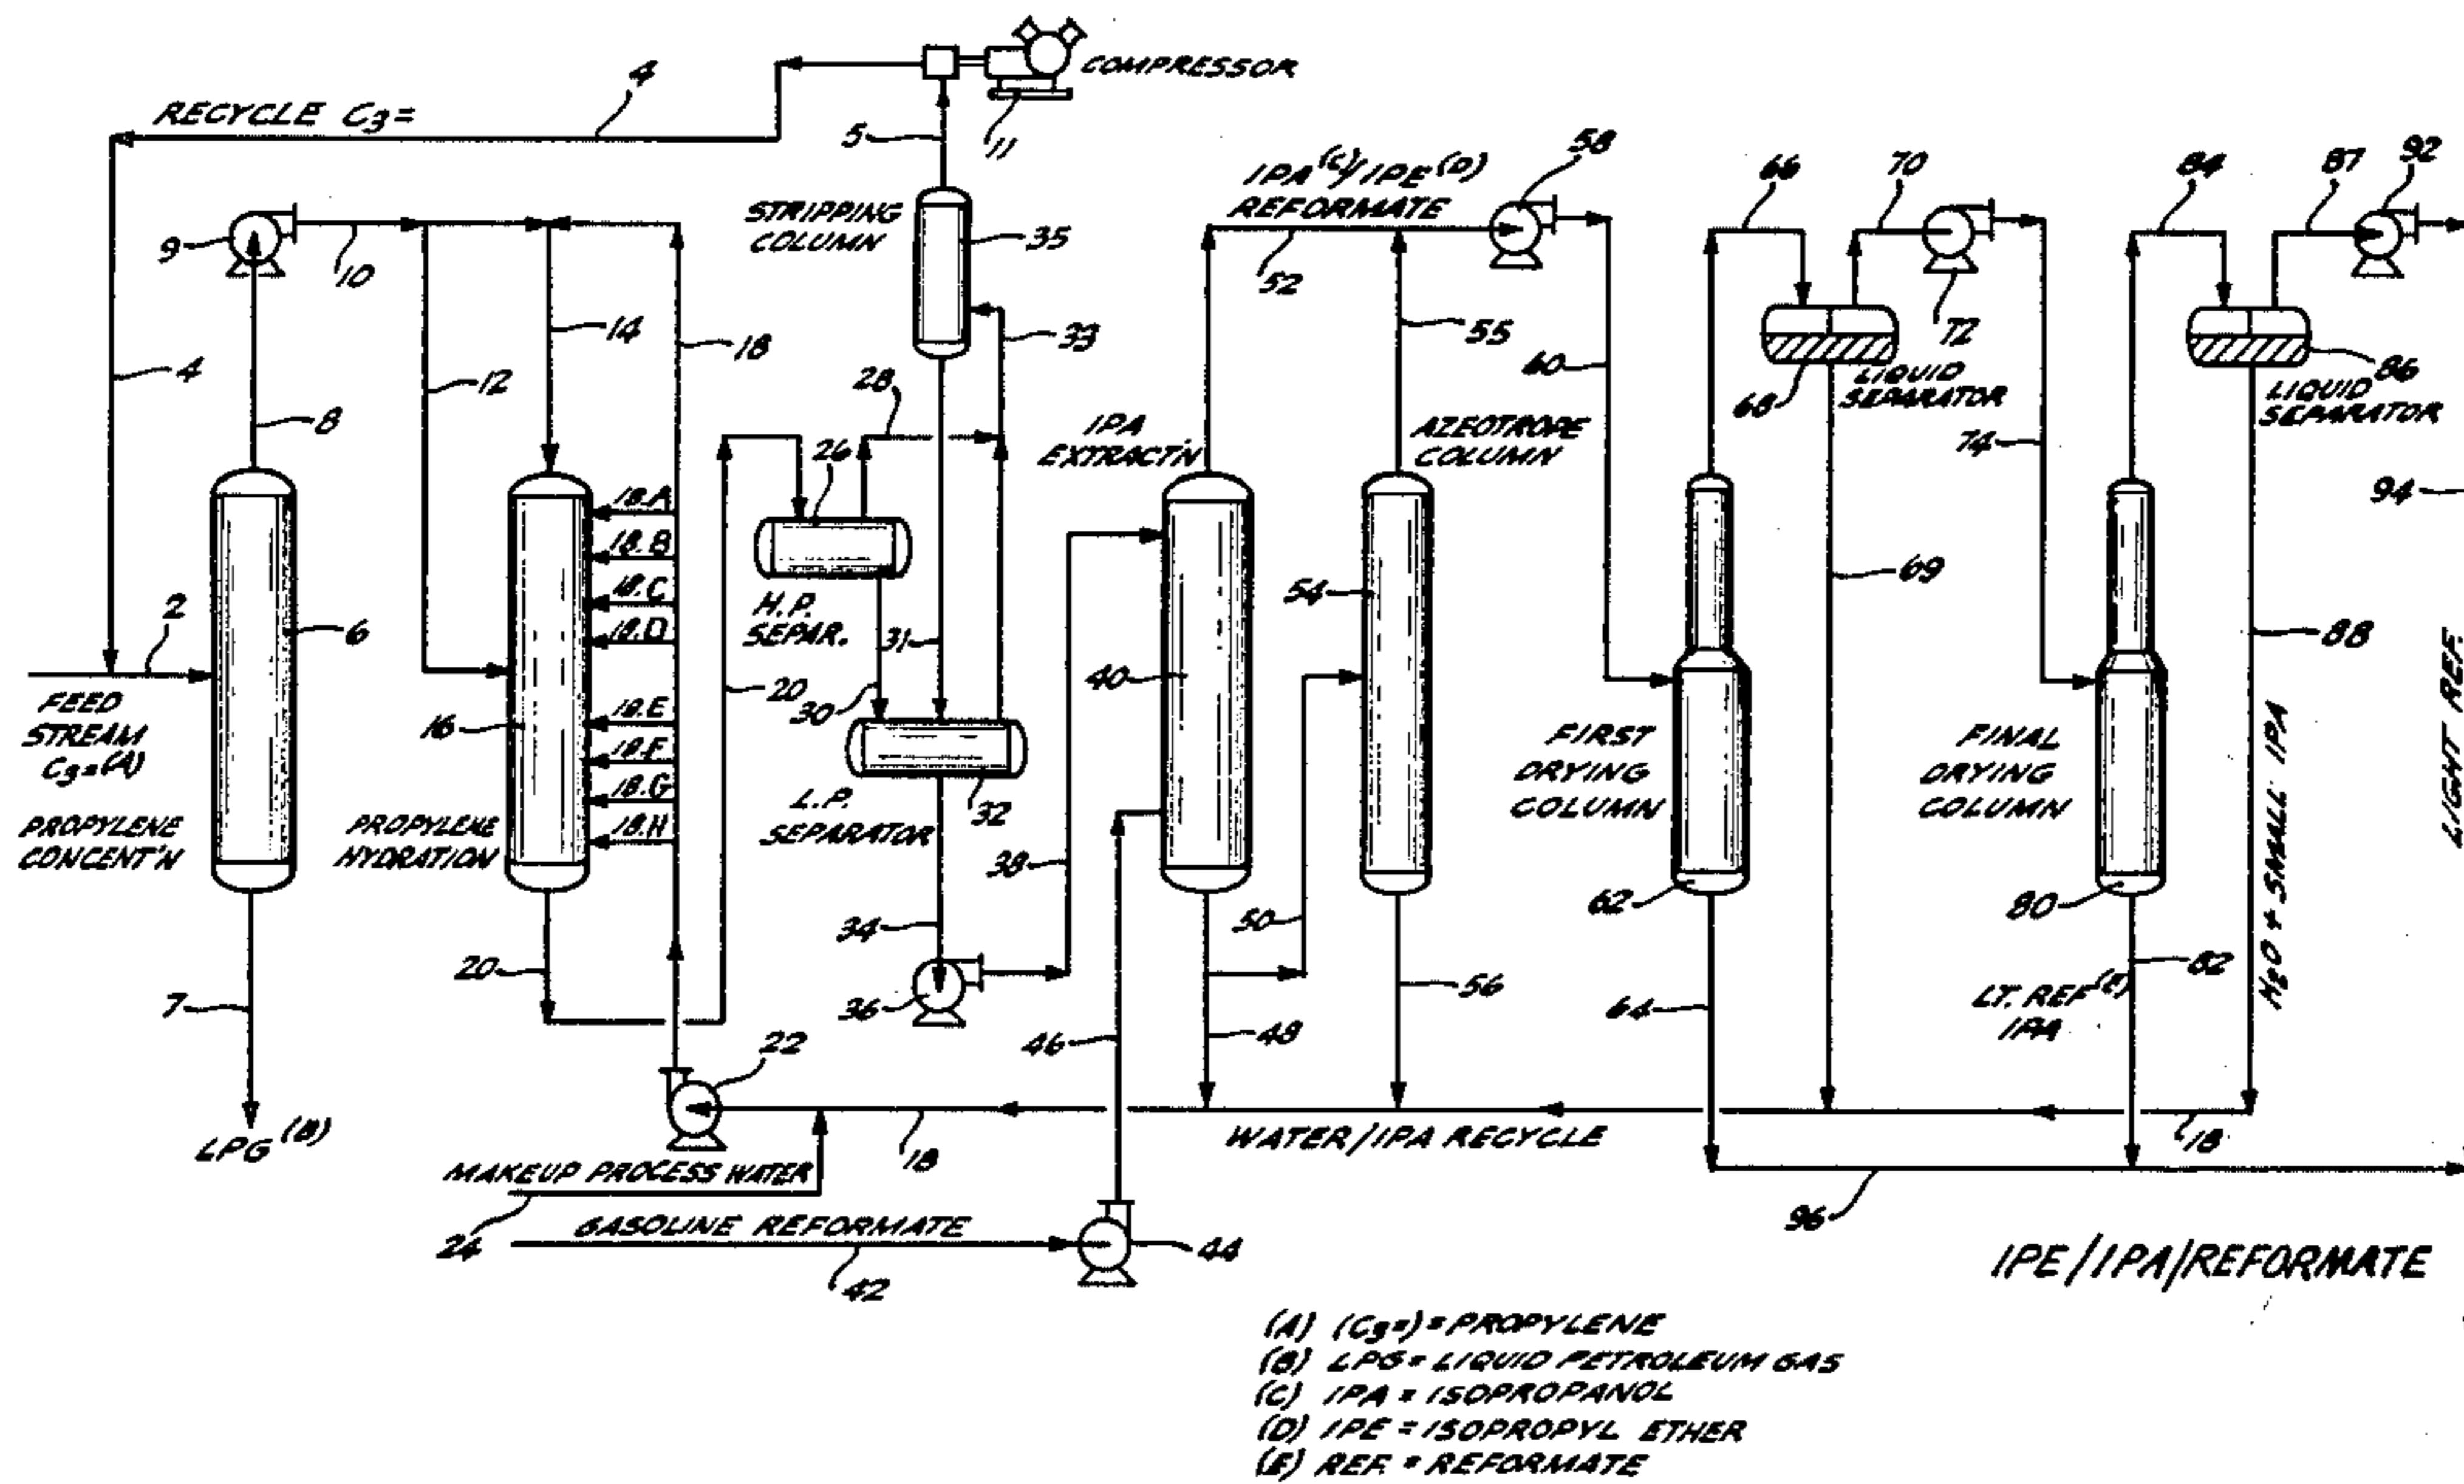 COMPRESSOR
4
RECYCLE C3=
5
11
58
IPA(C)/IPE(D)
REFORMATE
66
70
84
87
92
STRIPPING
COLUMN
35
9
10
52
14
18
33
55
72
4
12
28
60
68
LIQUID
SEPARATOR
86
LIQUID
SEPARATOR
8
26
IPA
EXTRACT'N
AZEOTROPE
COLUMN
74
94
18.A
18.B
18.C
18.D
H.P.
SEPAR.
54
69
2
6
31
88
40
20
30
FEED
STREAM
C3=(A)
16
18.E
18.F
18.G
18.H
FIRST
DRYING
COLUMN
FINAL
DRYING
COLUMN
LIGHT REF.
H2O + SMALL IPA
PROPYLENE
CONCENT'N
PROPYLENE
HYDRATION
L.P.
SEPARATOR
32
38
62
80
34
50
20
82
7
36
56
64
LT. REF(E)
IPA
46
48
22
LPG (B)
WATER/IPA RECYCLE
18
18
MAKEUP PROCESS WATER
24
GASOLINE REFORMATE
42
44
96
IPE/IPA/REFORMATE
(A) (C3=) = PROPYLENE
(B) LPG = LIQUID PETROLEUM GAS
(C) IPA = ISOPROPANOL
(D) IPE = ISOPROPYL ETHER
(E) REF. = REFORMATE